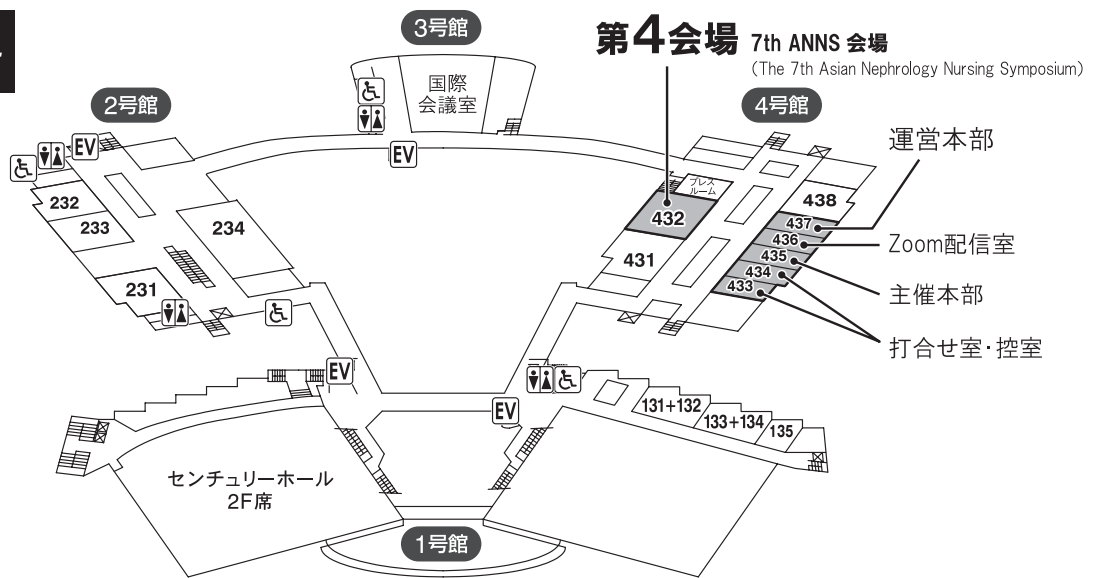 3号館
第4会場 7th ANNS 会場
(The 7th Asian Nephrology Nursing Symposium)
国際
会議室
2号館
4号館
運営本部
EV
EV
プレス
ルーム
232
438
233
234
432
437
436
Zoom配信室
431
435
231
434
433
主催本部
打合せ室・控室
EV
EV
131+132
133+134
135
センチュリーホール
2F席
1号館